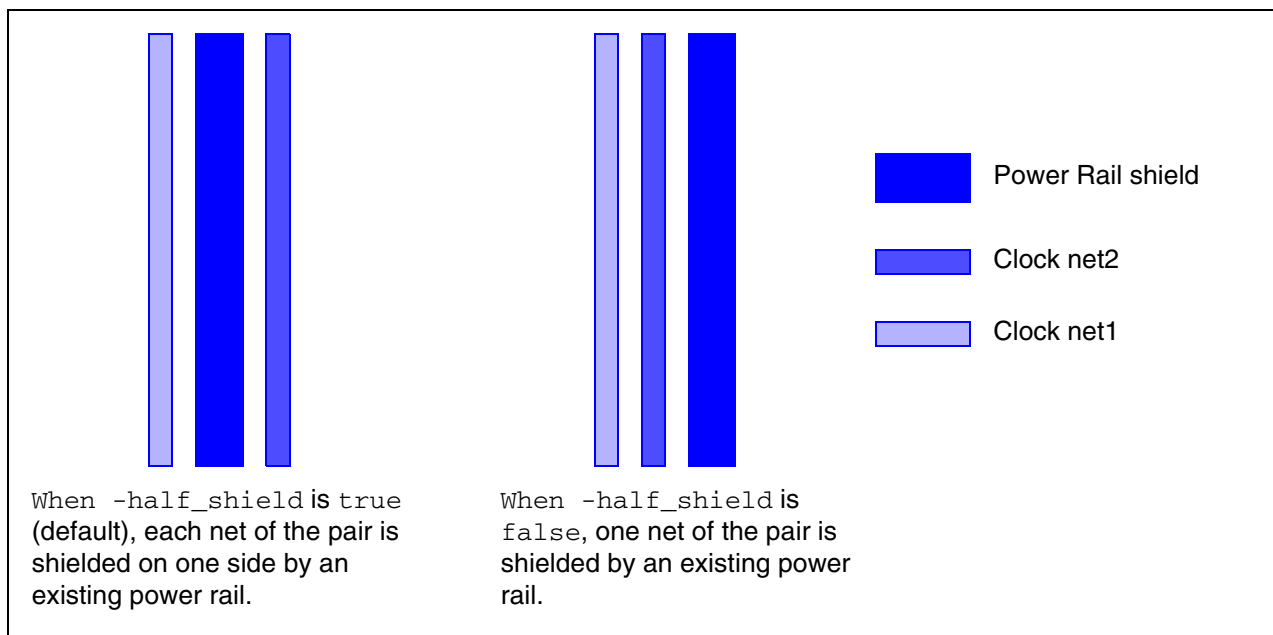 Power Rail shield
Clock net2
Clock net1
When -half_shield is true
(default), each net of the pair is
shielded on one side by an
existing power rail.
When -half_shield is
false, one net of the pair is
shielded by an existing power
rail.